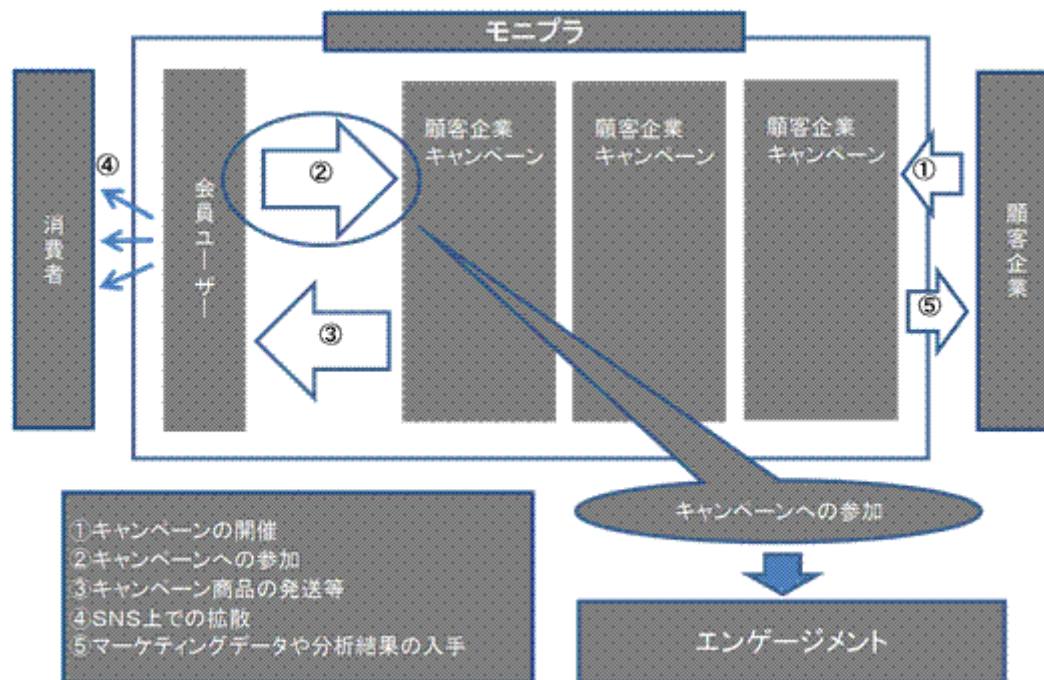 モニプラ
消費者
④
会員ユーザー
②
③
顧客企業
キャンペーン
顧客企業
キャンペーン
顧客企業
キャンペーン
①
⑤
顧客企業
①キャンペーンの開催
②キャンペーンへの参加
③キャンペーン商品の発送等
④SNS上での拡散
⑤マーケティングデータや分析結果の入手
キャンペーンへの参加
エンゲージメント